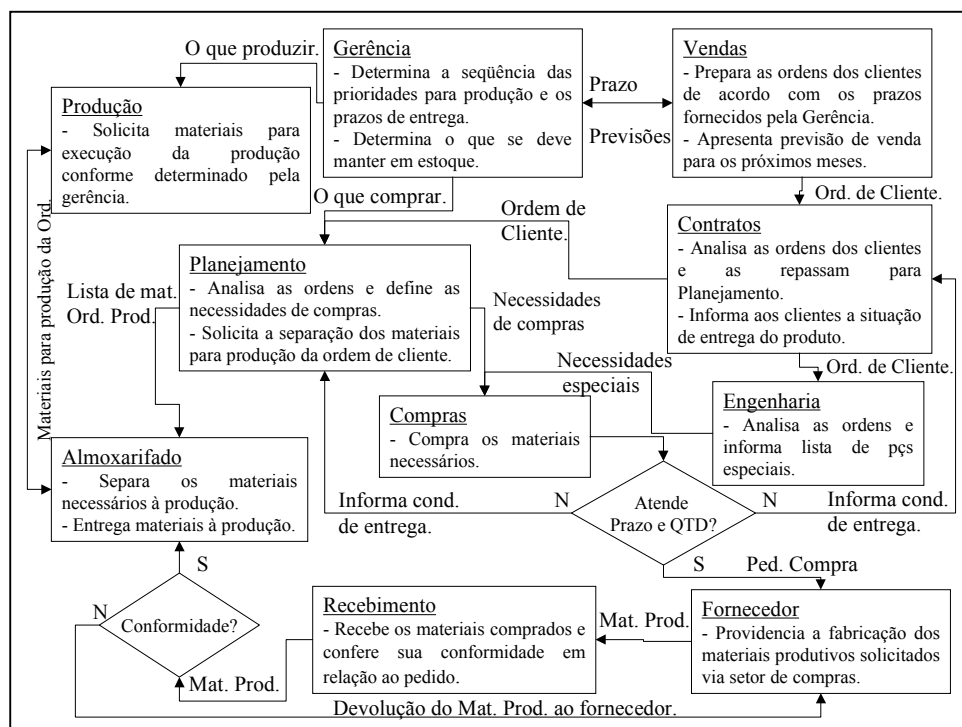 O que produzir.
Gerência
- Determina a seqüência das
prioridades para produção e os
prazos de entrega.
- Determina o que se deve
manter em estoque.
Prazo
Previsões
Vendas
- Prepara as ordens dos clientes
de acordo com os prazos
fornecidos pela Gerência.
- Apresenta previsão de venda
para os próximos meses.
Produção
- Solicita materiais para
execução da produção
conforme determinado pela
gerência.
Materiais para produção da Ord.
O que comprar.
Ordem de
Cliente.
Ord. de Cliente.
Contratos
- Analisa as ordens dos clientes
e as repassam para
Planejamento.
- Informa aos clientes a situação
de entrega do produto.
Planejamento
- Analisa as ordens e define as
necessidades de compras.
- Solicita a separação dos materiais
para produção da ordem de cliente.
Lista de mat.
Ord. Prod.
Necessidades
de compras
Necessidades
especiais
Ord. de Cliente.
Engenharia
- Analisa as ordens e
informa lista de pçs
especiais.
Compras
- Compra os materiais
necessários.
Almoxarifado
- Separa os materiais
necessários à produção.
- Entrega materiais à produção.
Informa cond.
de entrega.
N
Atende
Prazo e QTD?
N
Informa cond.
de entrega.
S
Ped. Compra
S
N
Conformidade?
Recebimento
- Recebe os materiais comprados e
confere sua conformidade em
relação ao pedido.
Mat. Prod.
Fornecedor
- Providencia a fabricação dos
materiais produtivos solicitados
via setor de compras.
Mat. Prod.
Devolução do Mat. Prod. ao fornecedor.